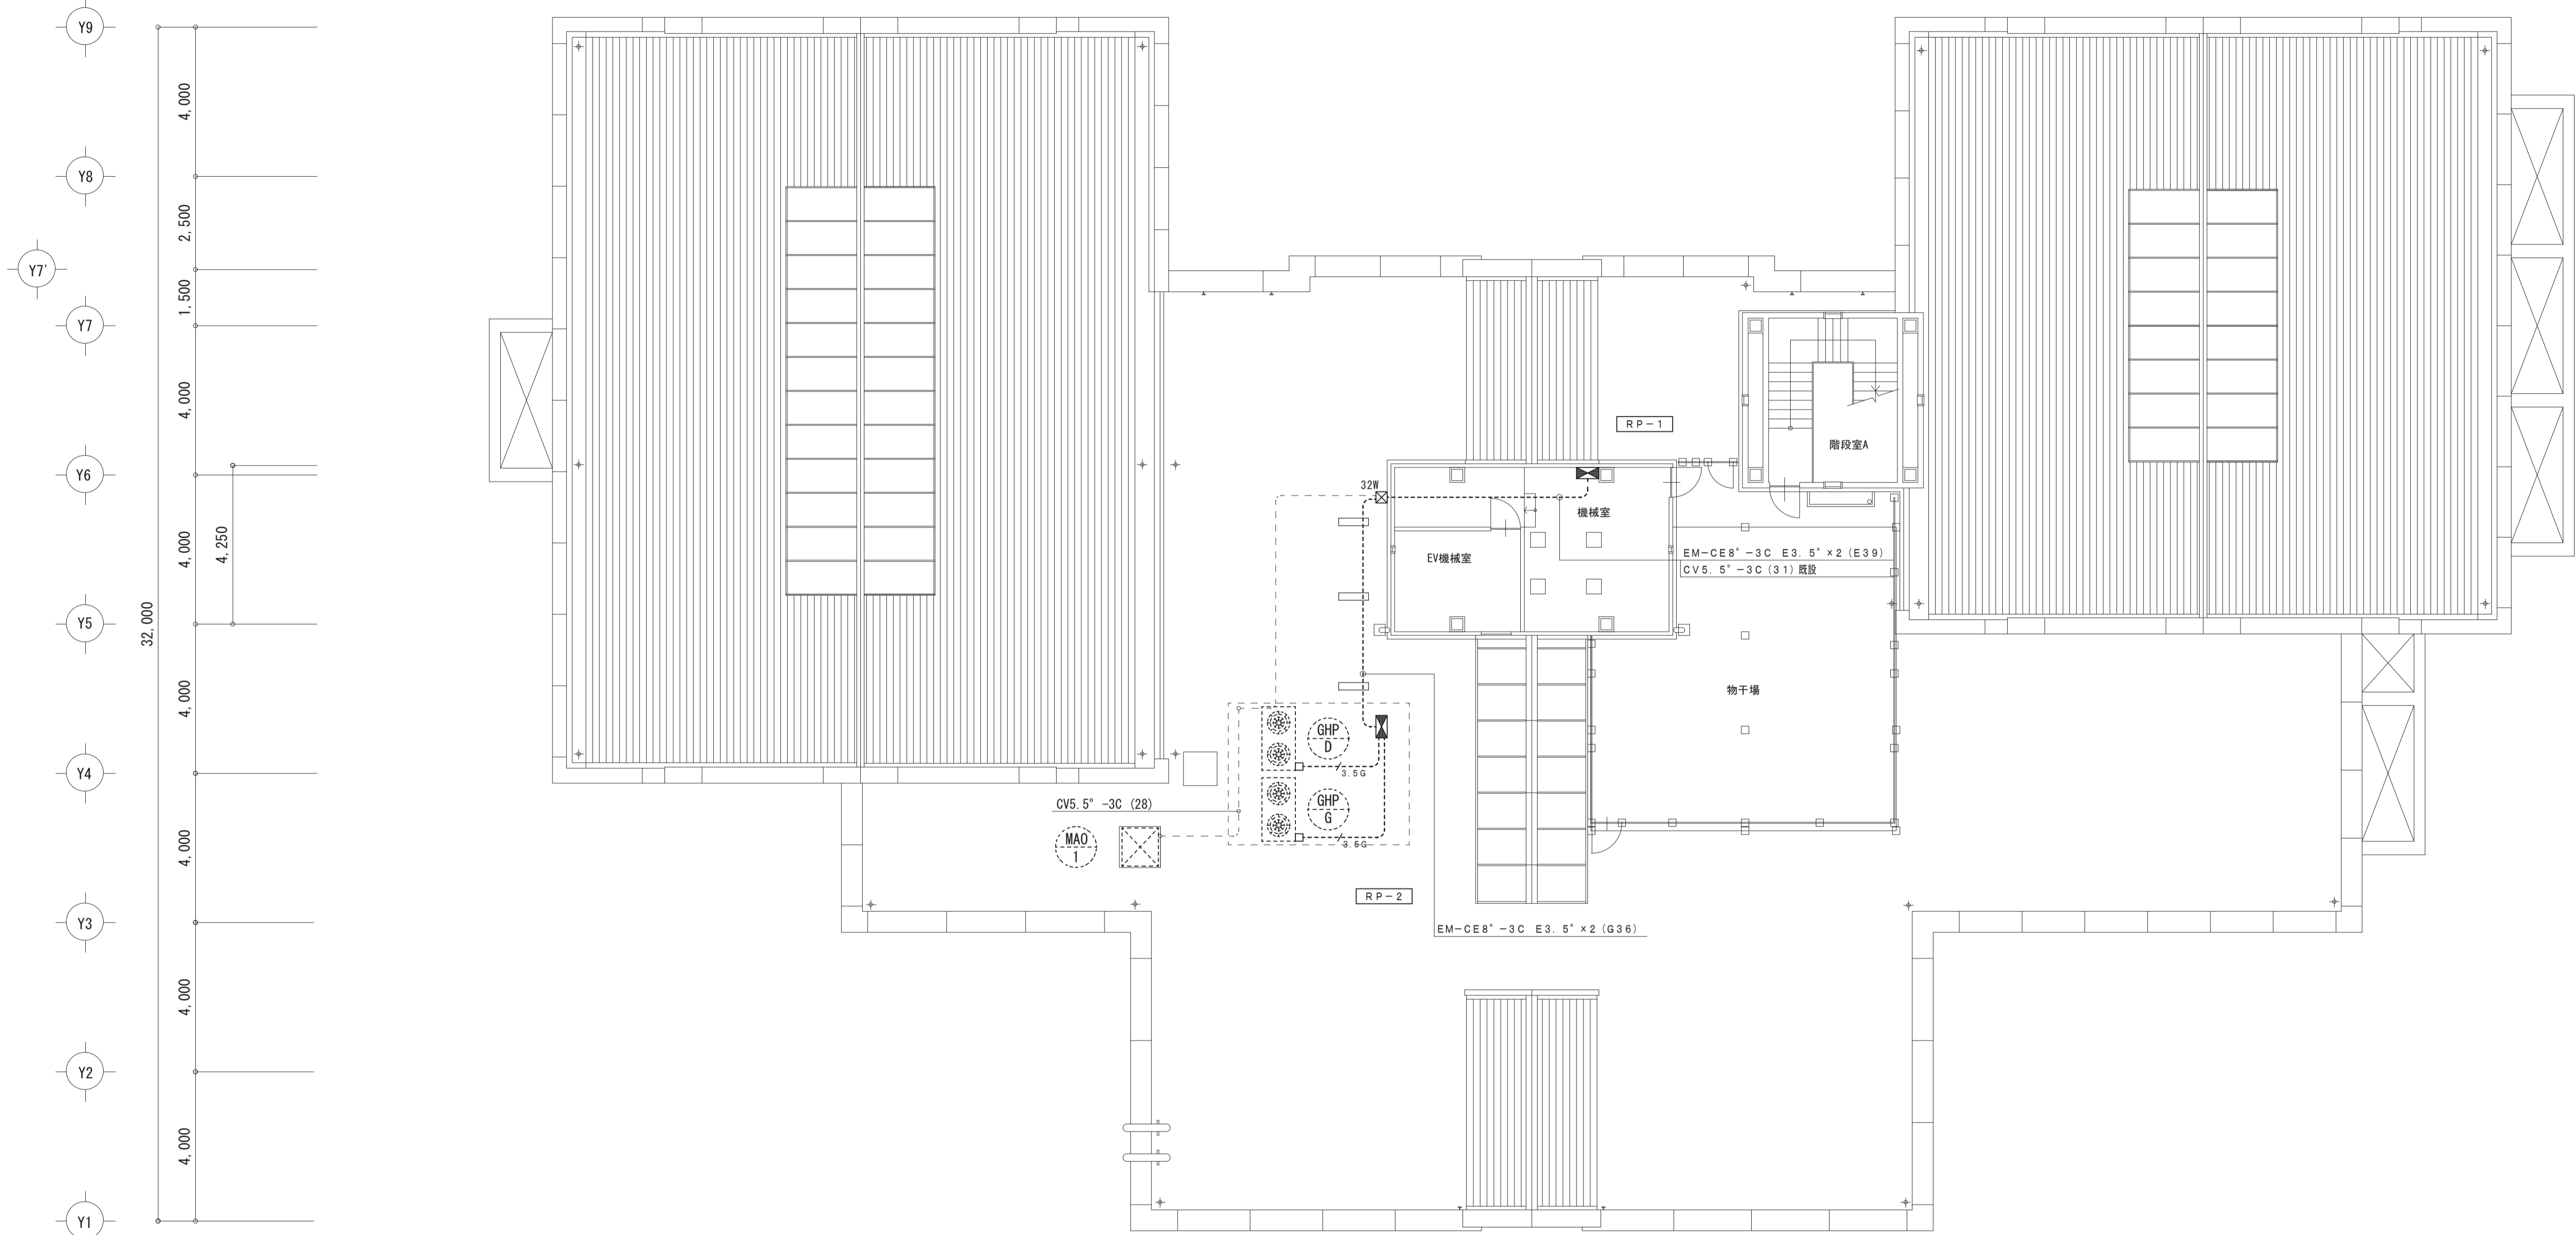 Y9
4,000
Y8
2,500
Y7'
1,500
Y7
4,000
RP−1
階段室A
Y6
32W
機械室
4,000
4,250
EM−CE8°−3C E3.5°×2(E39)
EV機械室
CV5.5°−3C(31)既設
32,000
Y5
4,000
物干場
GHP
D
3.5G
Y4
CV5.5°-3C (28)
GHP
G
MAO
1
3.5G
4,000
RP−2
Y3
EM−CE8°−3C E3.5°×2(G36)
4,000
Y2
4,000
Y1